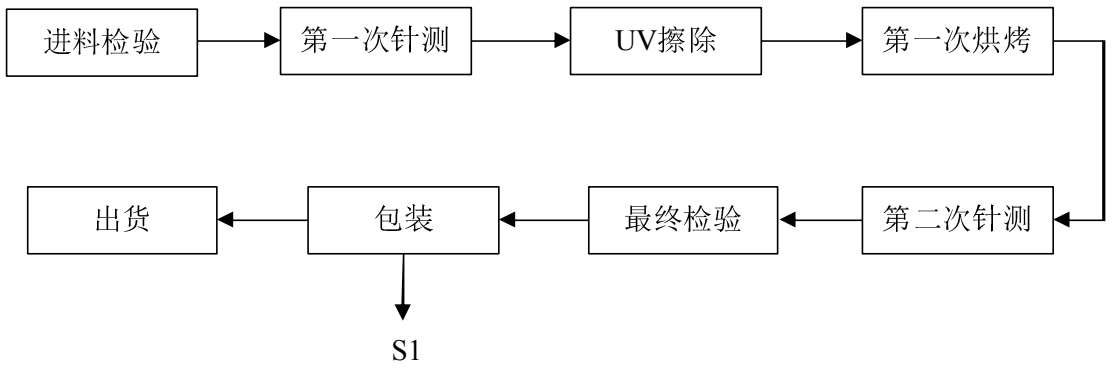 进料检验
第一次针测
UV擦除
第一次烘烤
第二次针测
最终检验
包装
出货
S1